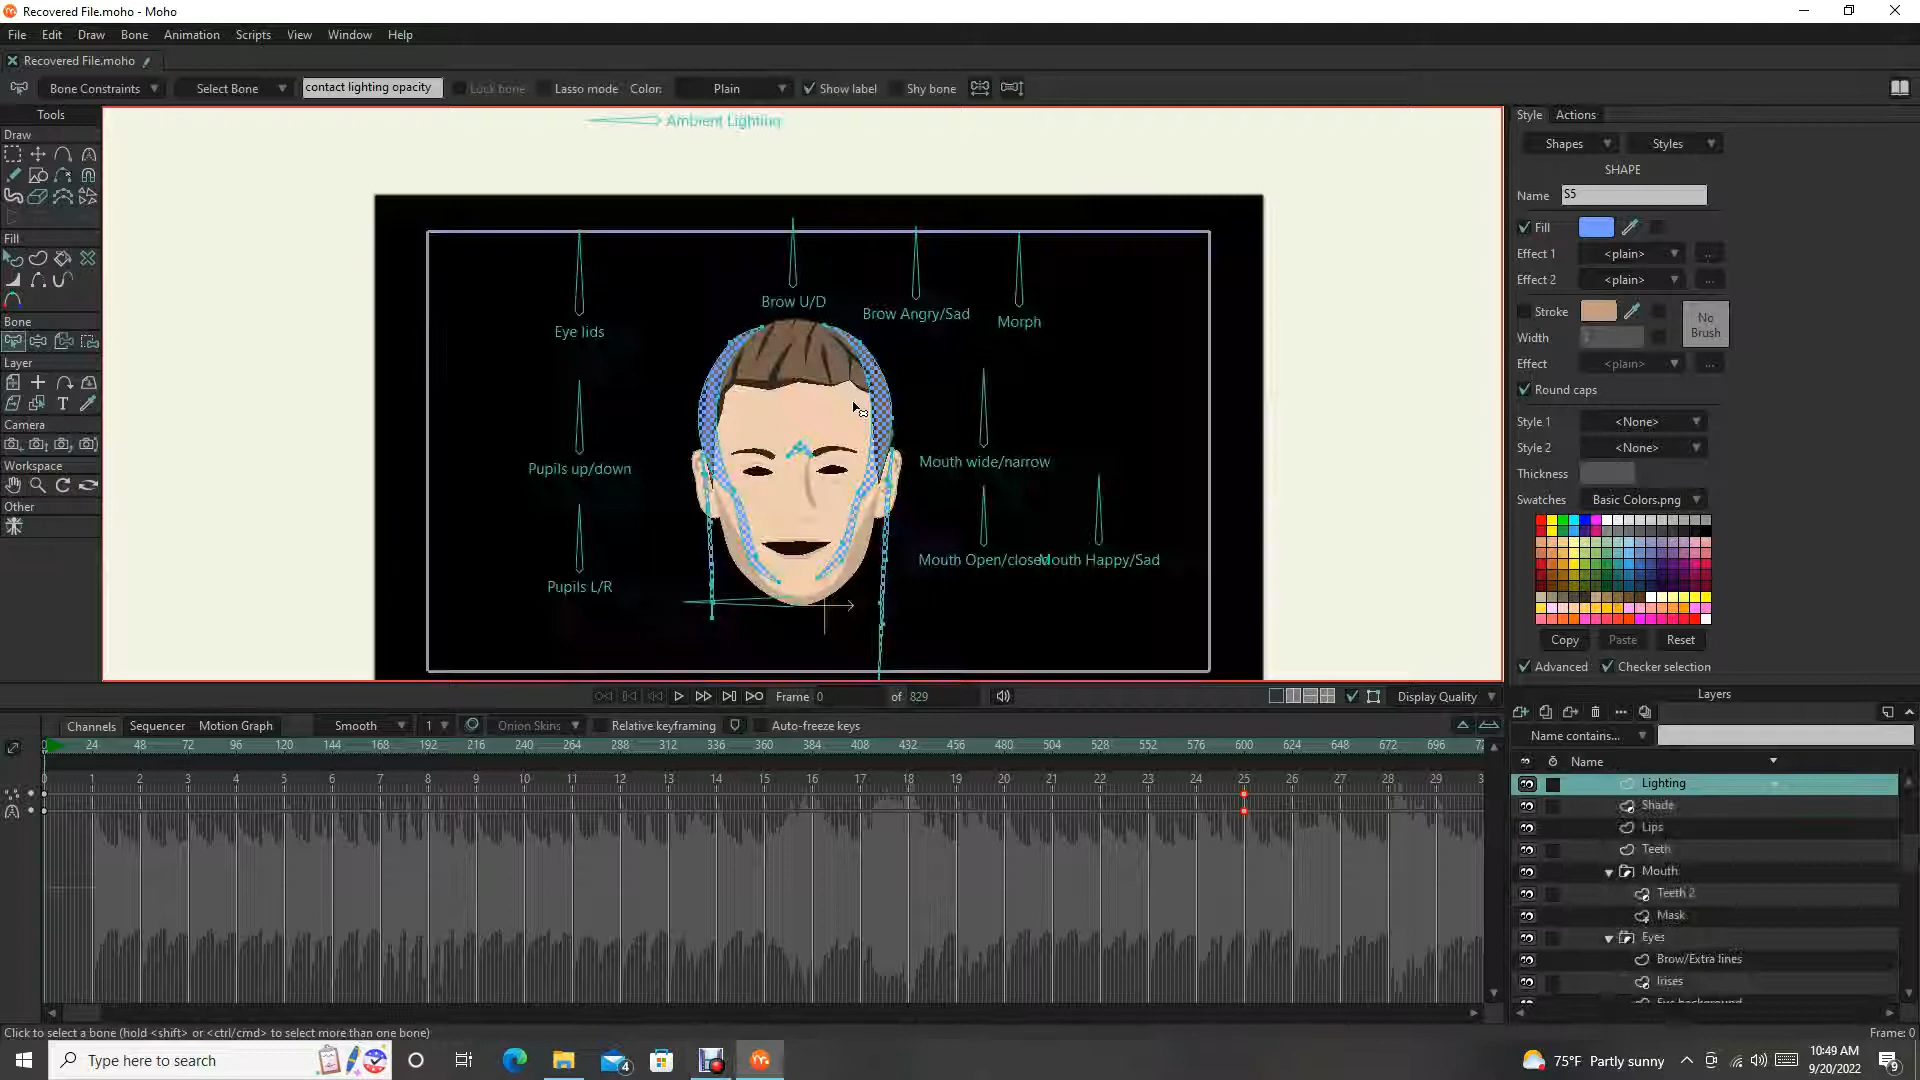 Recovered File.moho - Moho
File Edit Draw Bone Animation Scripts View Window Help
Recovered File.moho
Bone Constraints Select Bone contact lighting opacity Lock bone Lasso mode Color: Plain Show label Shy bone
Tools
Draw
Fill
Bone
Layer
Camera
Workspace
Other
Ambient Lighting
Brow U/D
Brow Angry/Sad
Morph
Eye lids
Mouth wide/narrow
Pupils up/down
Mouth Open/closed
Mouth Happy/Sad
Pupils L/R
Style Actions
Shapes Styles
SHAPE
Name S5
Fill
Effect 1 <plain> ...
Effect 2 <plain> ...
Stroke No Brush
Width
Effect <plain> ...
Round caps
Style 1 <None>
Style 2 <None>
Thickness
Swatches Basic Colors.png
Copy Paste Reset
Advanced Checker selection
Frame 0 of 829 Display Quality
Channels Sequencer Motion Graph Smooth 1 Onion Skins Relative keyframing Auto-freeze keys
0 24 48 72 96 120 144 168 192 216 240 264 288 312 336 360 384 408 432 456 480 504 528 552 576 600 624 648 672 696
0 1 2 3 4 5 6 7 8 9 10 11 12 13 14 15 16 17 18 19 20 21 22 23 24 25 26 27 28 29
Layers
Name contains...
Name
Lighting
Shade
Lips
Teeth
Mouth
Teeth 2
Mask
Eyes
Brow/Extra lines
Irises
Eye background
Click to select a bone (hold <shift> or <ctrl/cmd> to select more than one bone)
Frame: 0
Type here to search
4
75°F Partly sunny
10:49 AM
9/20/2022
9